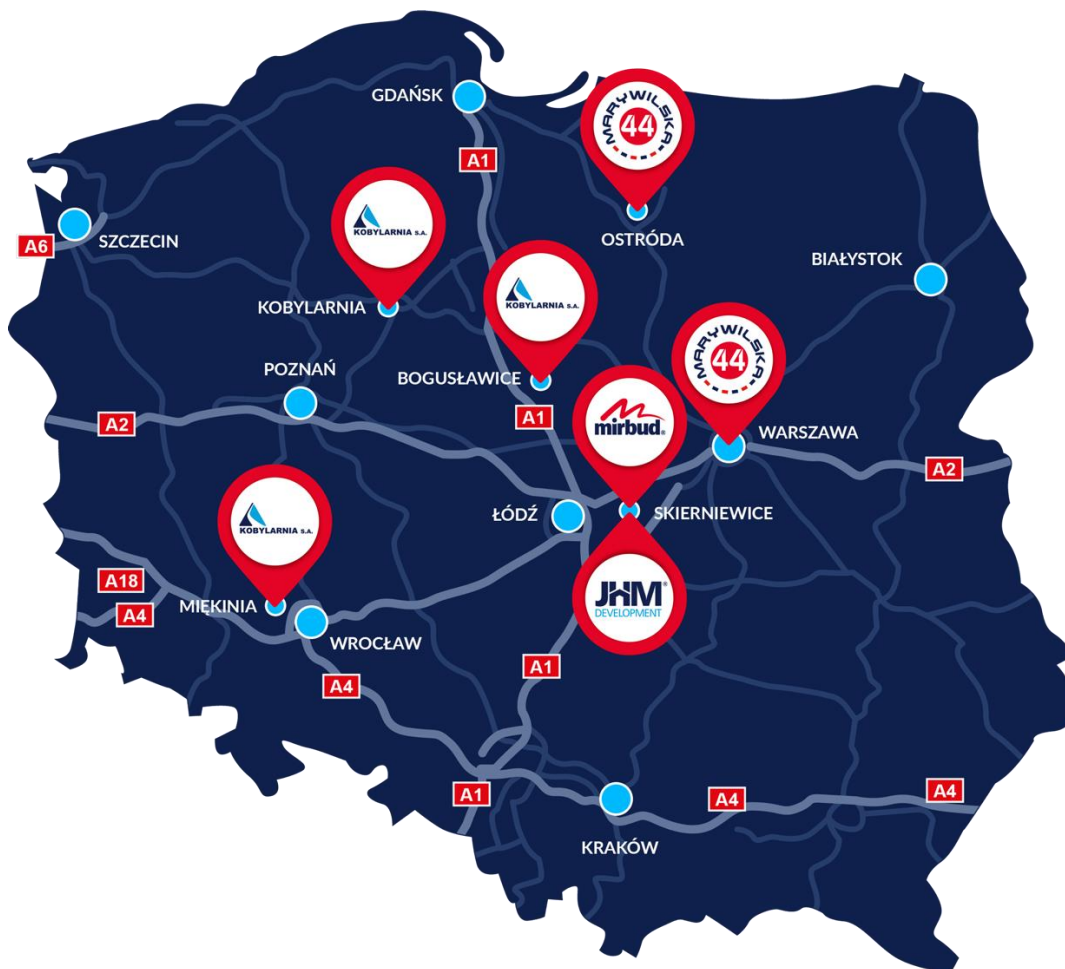 GDAŃSK
MARYWILSKA
44
A1
KOBYLARNIA S.A.
OSTRÓDA
SZCZECIN
A6
BIAŁYSTOK
KOBYLARNIA S.A.
KOBYLARNIA
MARYWILSKA
44
POZNAŃ
BOGUSŁAWICE
A1
A2
mirbud®
WARSZAWA
A2
ŁÓDŹ
SKIERNIEWICE
KOBYLARNIA S.A.
A18
A4
MIĘKINIA
JHM®
DEVELOPMENT
WROCŁAW
A1
A4
A1
A4
A4
KRAKÓW